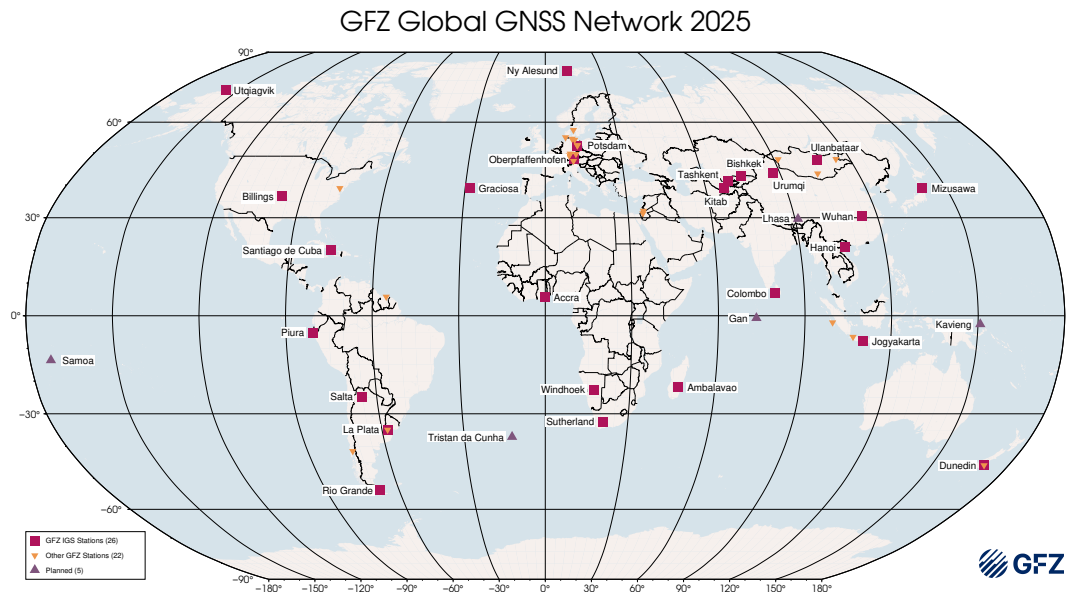 GFZ Global GNSS Network 2025
90°
Ny Alesund
Utqiagvik
60°
Potsdam
Ulanbataar
Oberpfaffenhofen
Bishkek
Tashkent
Urumqi
Graciosa
Mizusawa
Billings
Kitab
30°
Lhasa
Wuhan
Santiago de Cuba
Hanoi
Colombo
Accra
0°
Gan
Kavieng
Piura
Jogyakarta
Samoa
Windhoek
Ambalavao
Salta
−30°
Sutherland
La Plata
Tristan da Cunha
Dunedin
Rio Grande
−60°
GFZ IGS Stations (26)
Other GFZ Stations (22)
Planned (5)
GFZ
−90°
−180° −150° −120° −90° −60° −30° 0° 30° 60° 90° 120° 150° 180°